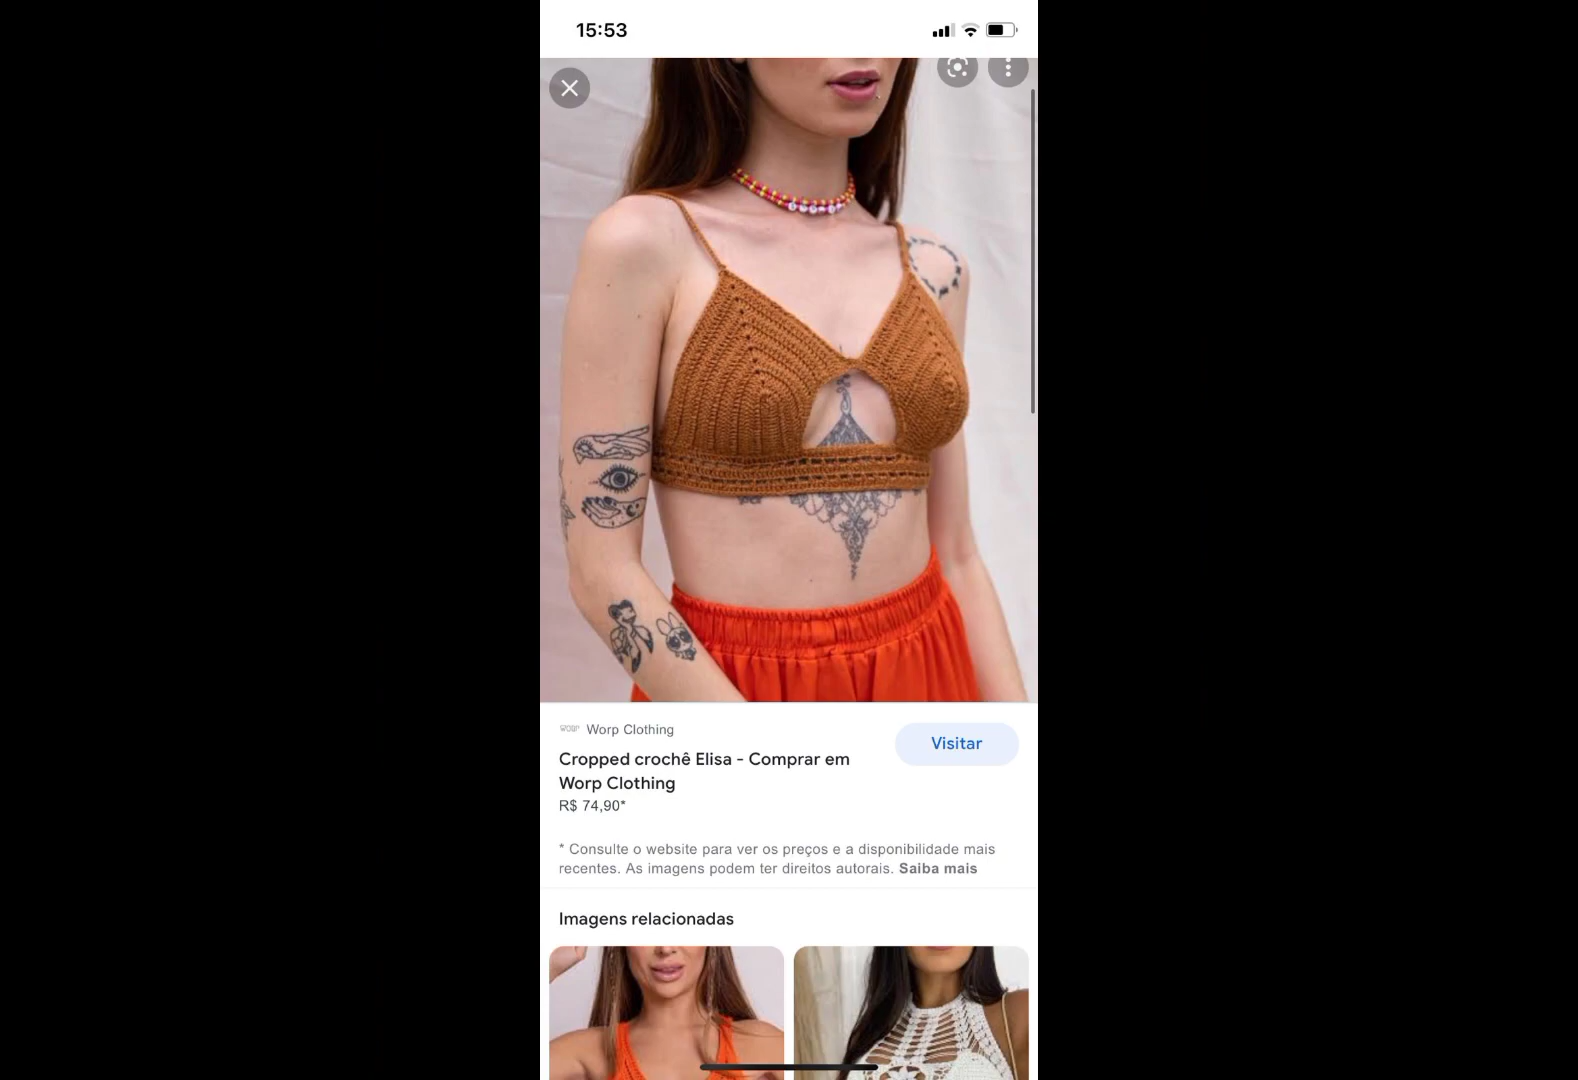 15:53
WORP Worp Clothing
Visitar
Cropped crochê Elisa - Comprar em
Worp Clothing
R$ 74,90*
* Consulte o website para ver os preços e a disponibilidade mais
recentes. As imagens podem ter direitos autorais. Saiba mais
Imagens relacionadas